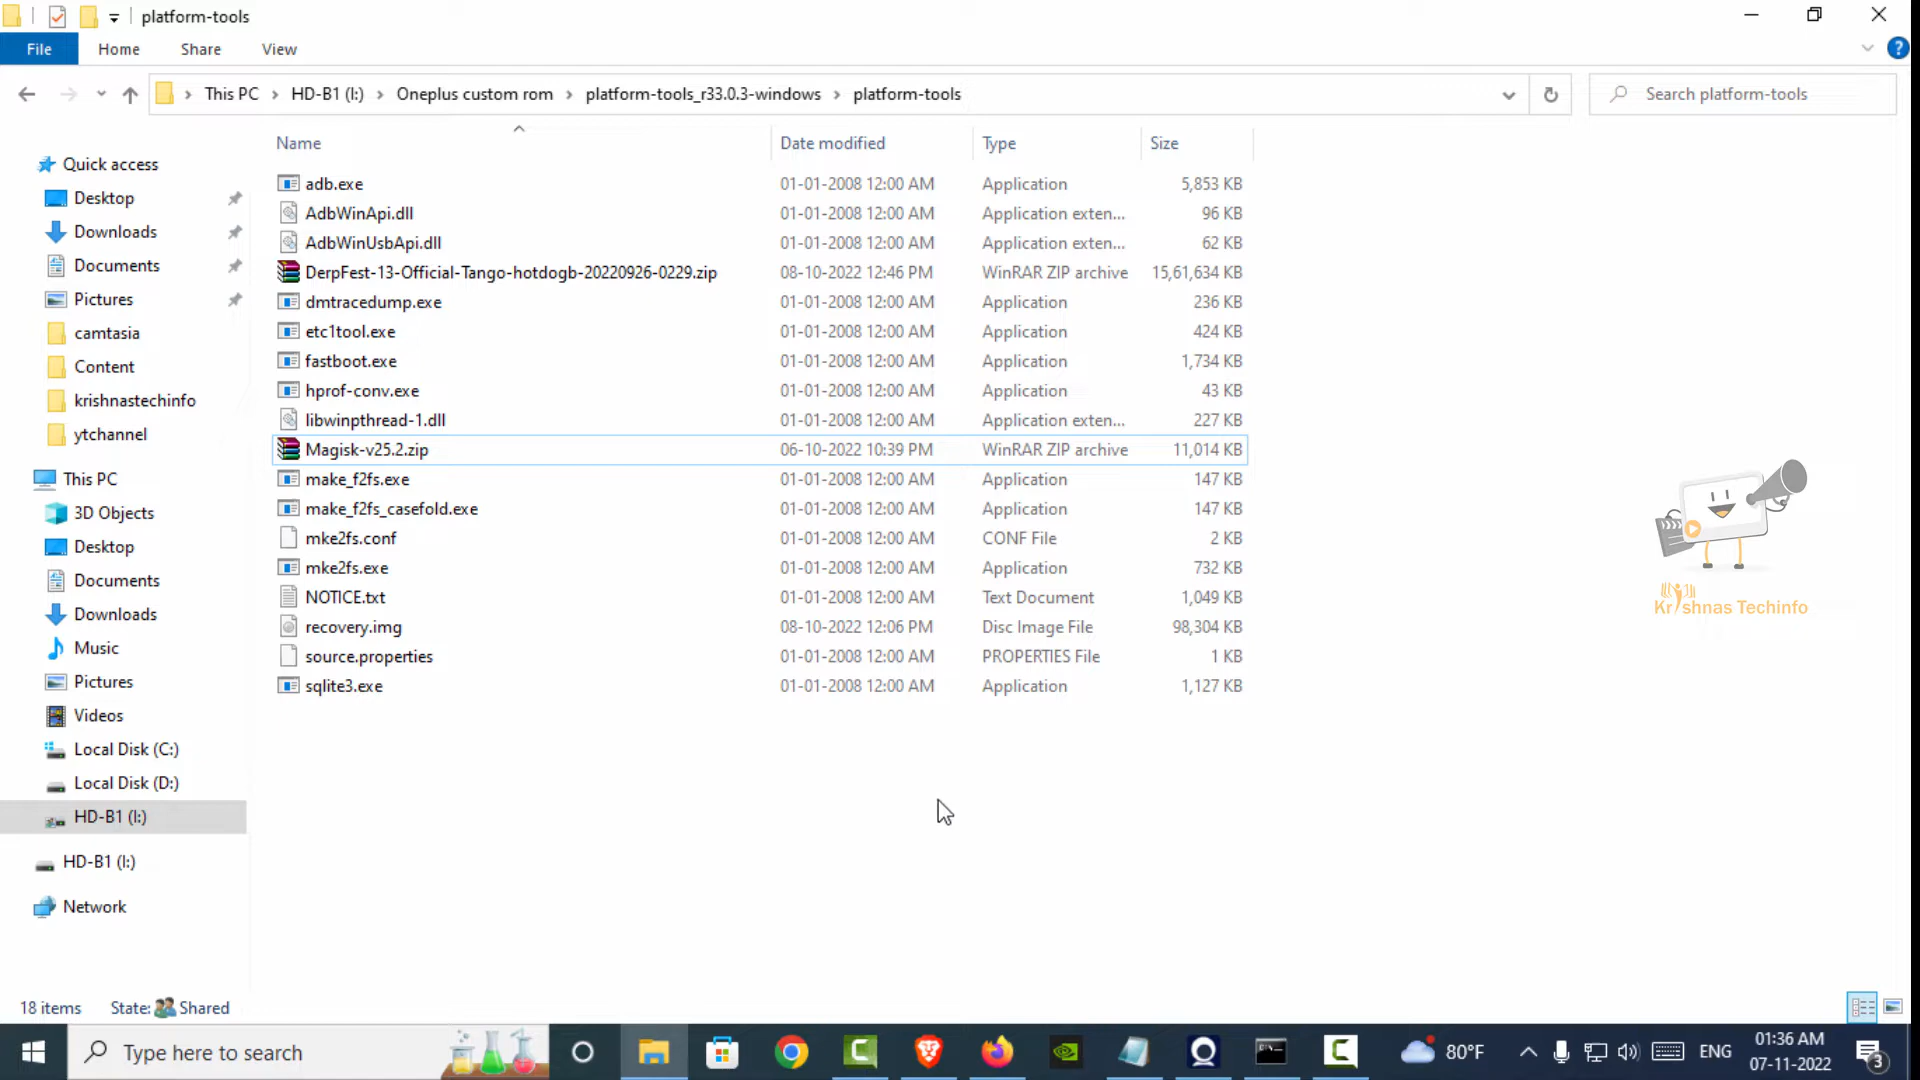 platform-tools
File Home Share View
This PC HD-B1 (I:) Oneplus custom rom platform-tools_r33.0.3-windows platform-tools Search platform-tools
Name Date modified Type Size
Quick access
Desktop
Downloads
Documents
Pictures
camtasia
Content
krishnastechinfo
ytchannel
This PC
3D Objects
Desktop
Documents
Downloads
Music
Pictures
Videos
Local Disk (C:)
Local Disk (D:)
HD-B1 (I:)
HD-B1 (I:)
Network
adb.exe 01-01-2008 12:00 AM Application 5,853 KB
AdbWinApi.dll 01-01-2008 12:00 AM Application exten... 96 KB
AdbWinUsbApi.dll 01-01-2008 12:00 AM Application exten... 62 KB
DerpFest-13-Official-Tango-hotdogb-20220926-0229.zip 08-10-2022 12:46 PM WinRAR ZIP archive 15,61,634 KB
dmtracedump.exe 01-01-2008 12:00 AM Application 236 KB
etc1tool.exe 01-01-2008 12:00 AM Application 424 KB
fastboot.exe 01-01-2008 12:00 AM Application 1,734 KB
hprof-conv.exe 01-01-2008 12:00 AM Application 43 KB
libwinpthread-1.dll 01-01-2008 12:00 AM Application exten... 227 KB
Magisk-v25.2.zip 06-10-2022 10:39 PM WinRAR ZIP archive 11,014 KB
make_f2fs.exe 01-01-2008 12:00 AM Application 147 KB
make_f2fs_casefold.exe 01-01-2008 12:00 AM Application 147 KB
mke2fs.conf 01-01-2008 12:00 AM CONF File 2 KB
mke2fs.exe 01-01-2008 12:00 AM Application 732 KB
NOTICE.txt 01-01-2008 12:00 AM Text Document 1,049 KB
recovery.img 08-10-2022 12:06 PM Disc Image File 98,304 KB
source.properties 01-01-2008 12:00 AM PROPERTIES File 1 KB
sqlite3.exe 01-01-2008 12:00 AM Application 1,127 KB
Krishnas Techinfo
18 items State: Shared
Type here to search 80°F ENG 01:36 AM
07-11-2022 3